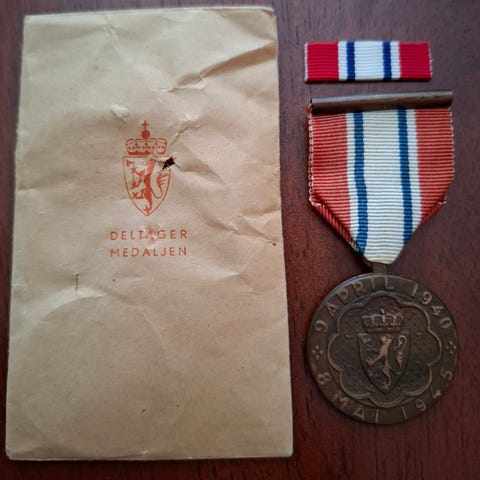 DELTAGER
MEDALJEN
9 APRIL 1940
8 MAI 1945